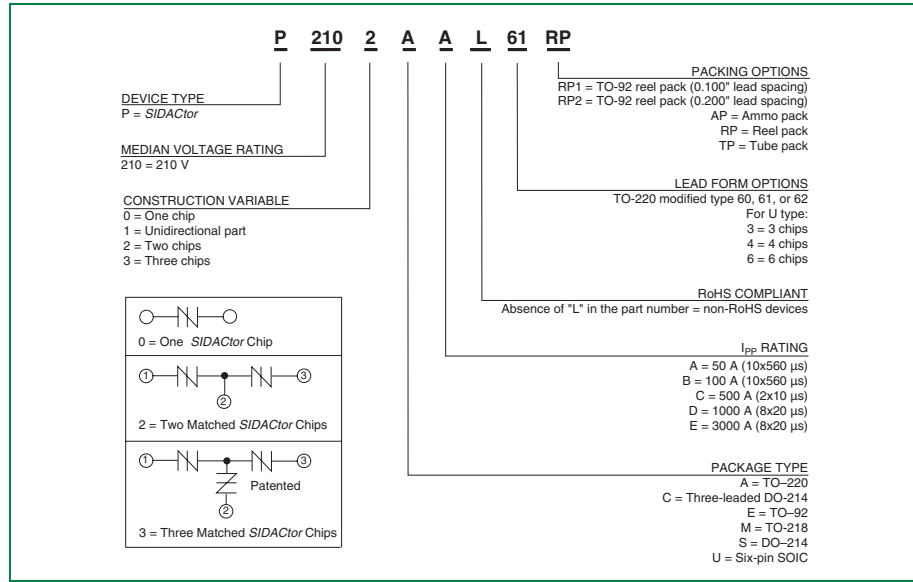 P 210 2 A A L 61 RP
DEVICE TYPE
P = SIDACtor
MEDIAN VOLTAGE RATING
210 = 210 V
CONSTRUCTION VARIABLE
0 = One chip
1 = Unidirectional part
2 = Two chips
3 = Three chips
PACKING OPTIONS
RP1 = TO-92 reel pack (0.100" lead spacing)
RP2 = TO-92 reel pack (0.200" lead spacing)
AP = Ammo pack
RP = Reel pack
TP = Tube pack
LEAD FORM OPTIONS
TO-220 modified type 60, 61, or 62
For U type:
3 = 3 chips
4 = 4 chips
6 = 6 chips
RoHS COMPLIANT
Absence of "L" in the part number = non-RoHS devices
IPP RATING
A = 50 A (10x560 µs)
B = 100 A (10x560 µs)
C = 500 A (2x10 µs)
D = 1000 A (8x20 µs)
E = 3000 A (8x20 µs)
PACKAGE TYPE
A = TO–220
C = Three-leaded DO-214
E = TO–92
M = TO-218
S = DO–214
U = Six-pin SOIC
0 = One SIDACtor Chip
1 3
2
2 = Two Matched SIDACtor Chips
1 3
Patented
2
3 = Three Matched SIDACtor Chips